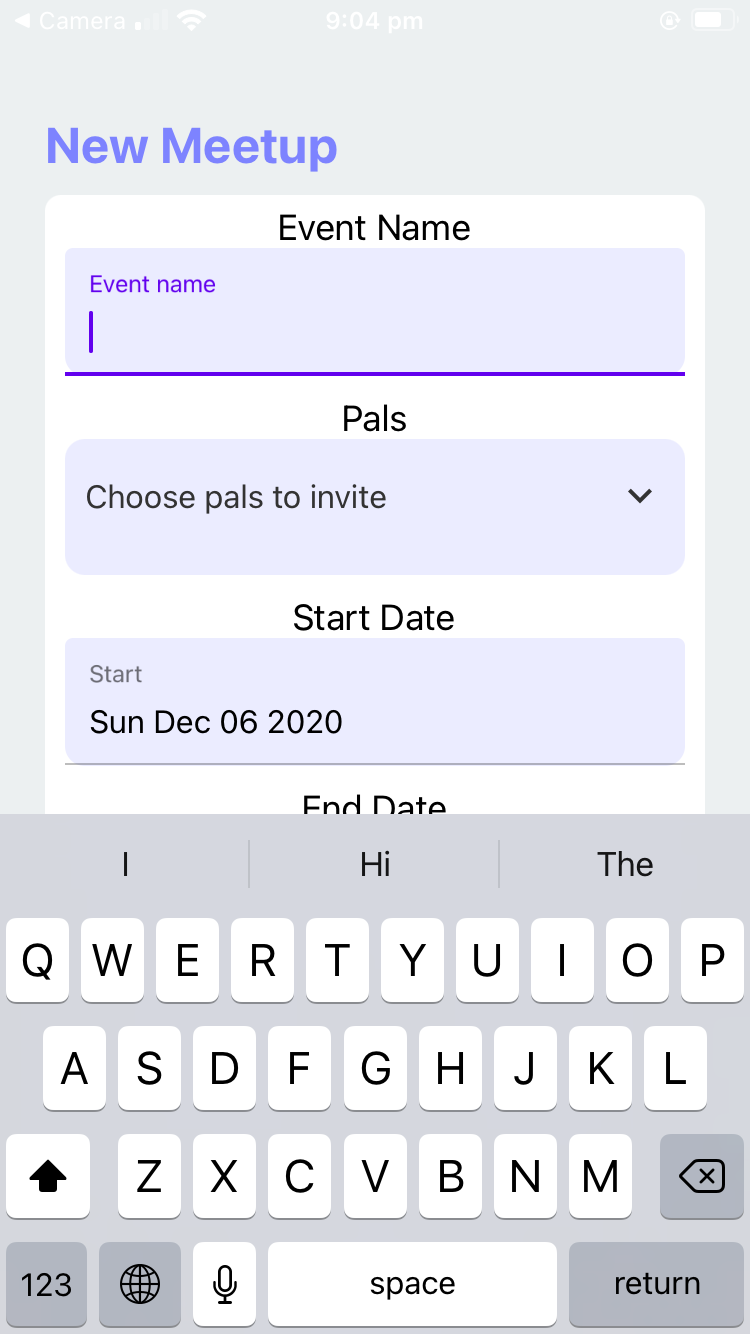 Camera 9:04 pm
New Meetup
Event Name
Event name
Pals
Choose pals to invite
Start Date
Start
Sun Dec 06 2020
End Date
I Hi The
Q W E R T Y U I O P
A S D F G H J K L
Z X C V B N M
123 space return